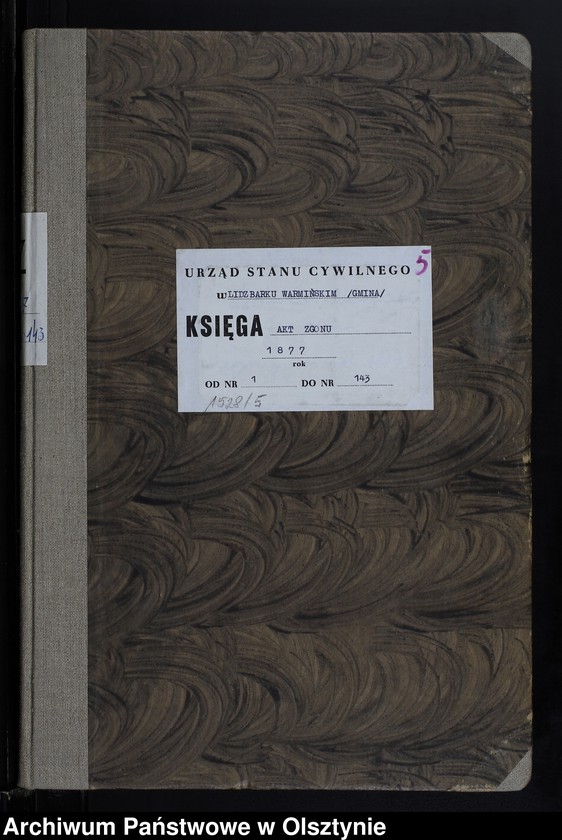 URZĄD STANU CYWILNEGO 5
w LIDZBARKU WARMIŃSKIM /GMINA/
KSIĘGA AKT ZGONU
1877
rok
OD NR 1 DO NR 143
1528/5
143
Archiwum Państwowe w Olsztynie